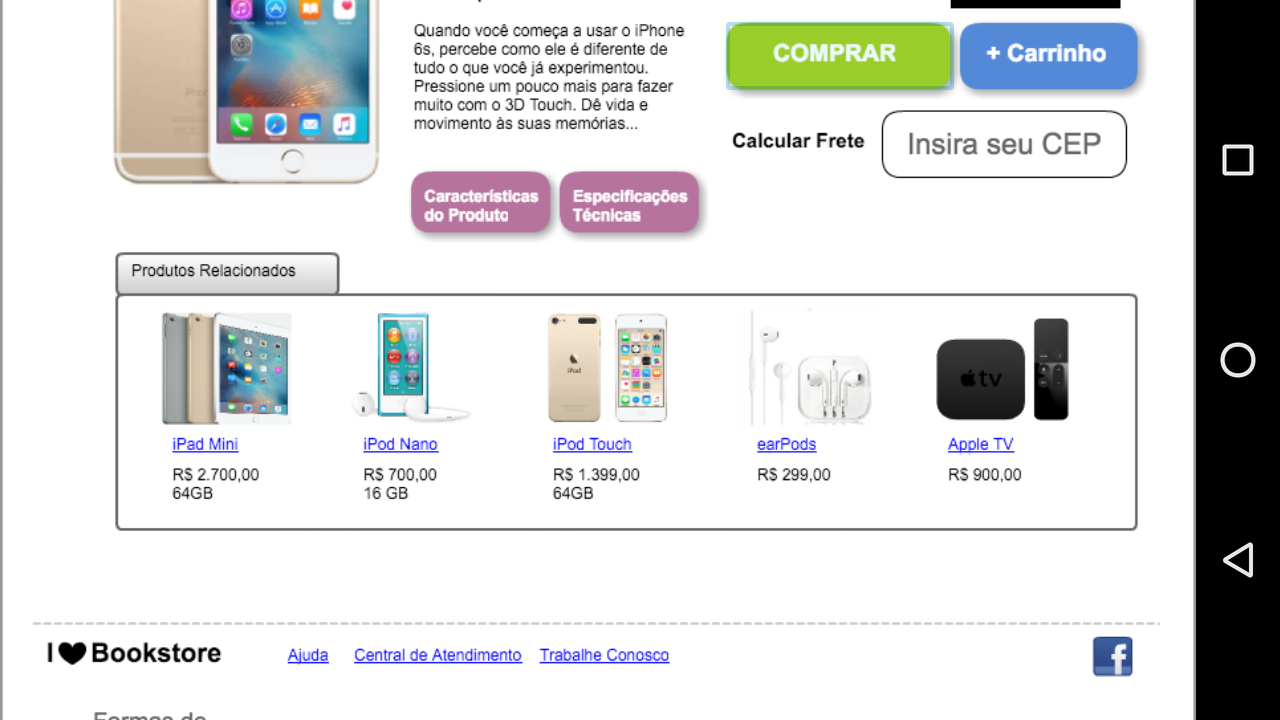 Quando você começa a usar o iPhone
6s, percebe como ele é diferente de
tudo o que você já experimentou.
Pressione um pouco mais para fazer
muito com o 3D Touch. Dê vida e
movimento às suas memórias...
COMPRAR
+ Carrinho
Calcular Frete
Insira seu CEP
Características
do Produto
Especificações
Técnicas
Produtos Relacionados
iPod
tv
iPad Mini
R$ 2.700,00
64GB
iPod Nano
R$ 700,00
16 GB
iPod Touch
R$ 1.399,00
64GB
earPods
R$ 299,00
Apple TV
R$ 900,00
I ♥ Bookstore
Ajuda
Central de Atendimento
Trabalhe Conosco
f
Formas de